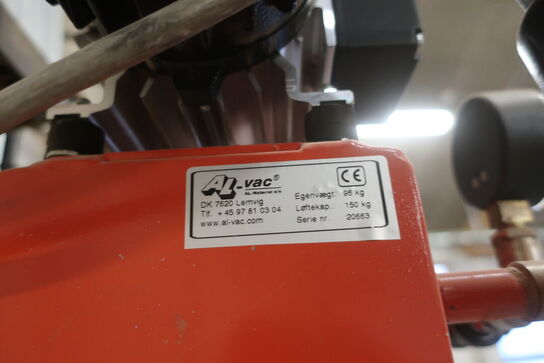 AL-vac®
AL-Materiel a/s
DK 7620 Lemvig
Tlf. + 45 97 81 03 04
www.al-vac.com
CE
Egenvægt: 96 kg
Løftekap.: 150 kg
Serie nr. 20663